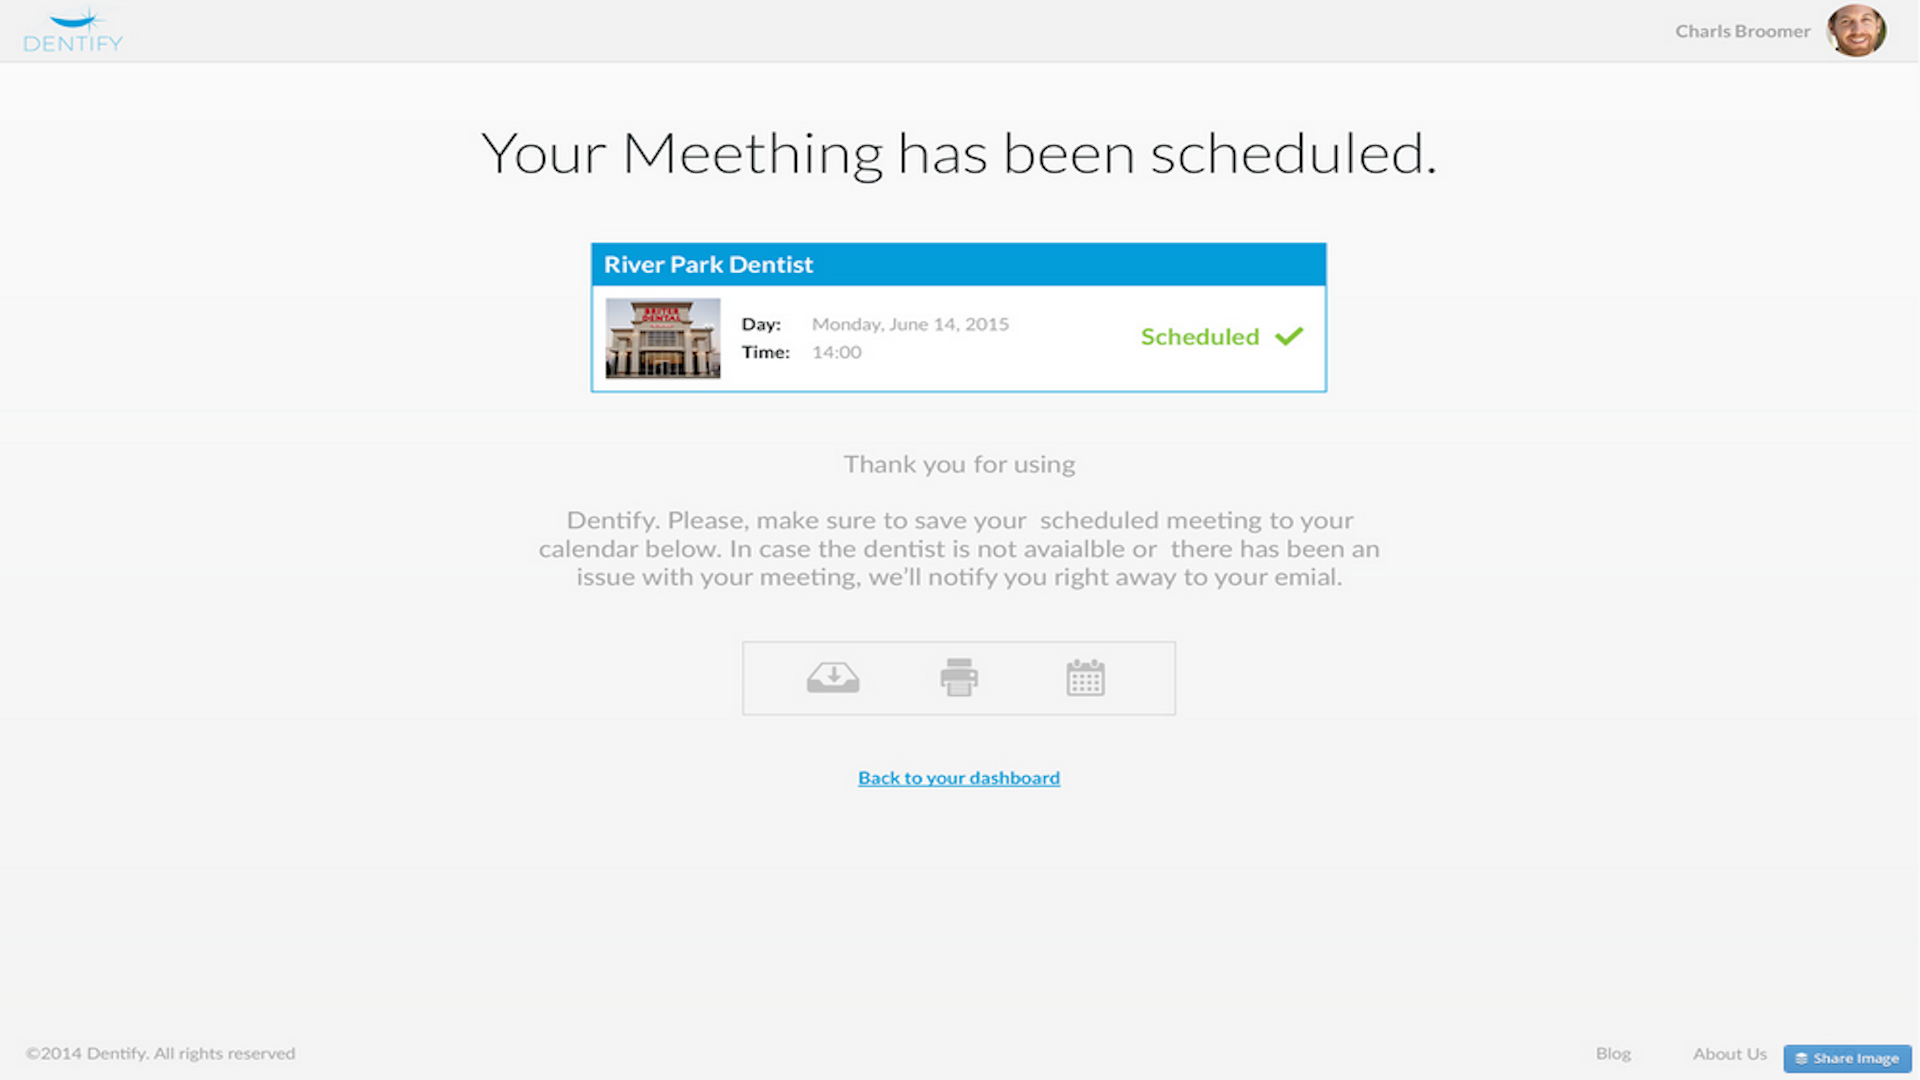 DENTIFY
Charls Broomer
Your Meething has been scheduled.
River Park Dentist
BRITER
DENTAL
Day: Monday, June 14, 2015
Time: 14:00
Scheduled
Thank you for using
Dentify. Please, make sure to save your scheduled meeting to your
calendar below. In case the dentist is not avaialble or there has been an
issue with your meeting, we'll notify you right away to your emial.
Back to your dashboard
©2014 Dentify. All rights reserved
Blog
About Us
Share Image